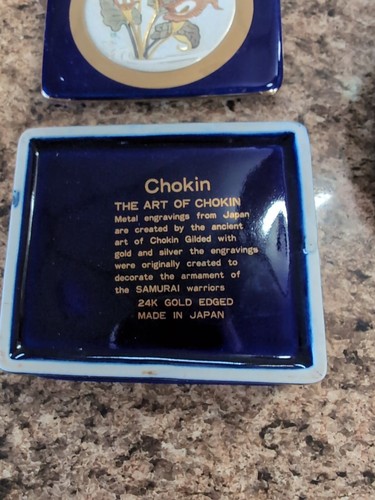 Chokin
THE ART OF CHOKIN
Metal engravings from Japan
are created by the ancient
art of Chokin Gilded with
gold and silver the engravings
were originally created to
decorate the armament of
the SAMURAI warriors
24K GOLD EDGED
MADE IN JAPAN